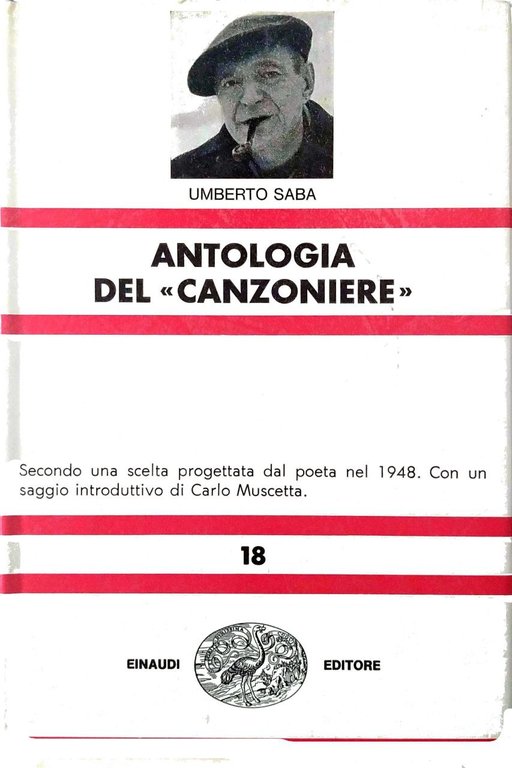 UMBERTO SABA
ANTOLOGIA
DEL «CANZONIERE»
Secondo una scelta progettata dal poeta nel 1948. Con un
saggio introduttivo di Carlo Muscetta.
18
EINAUDI
EDITORE